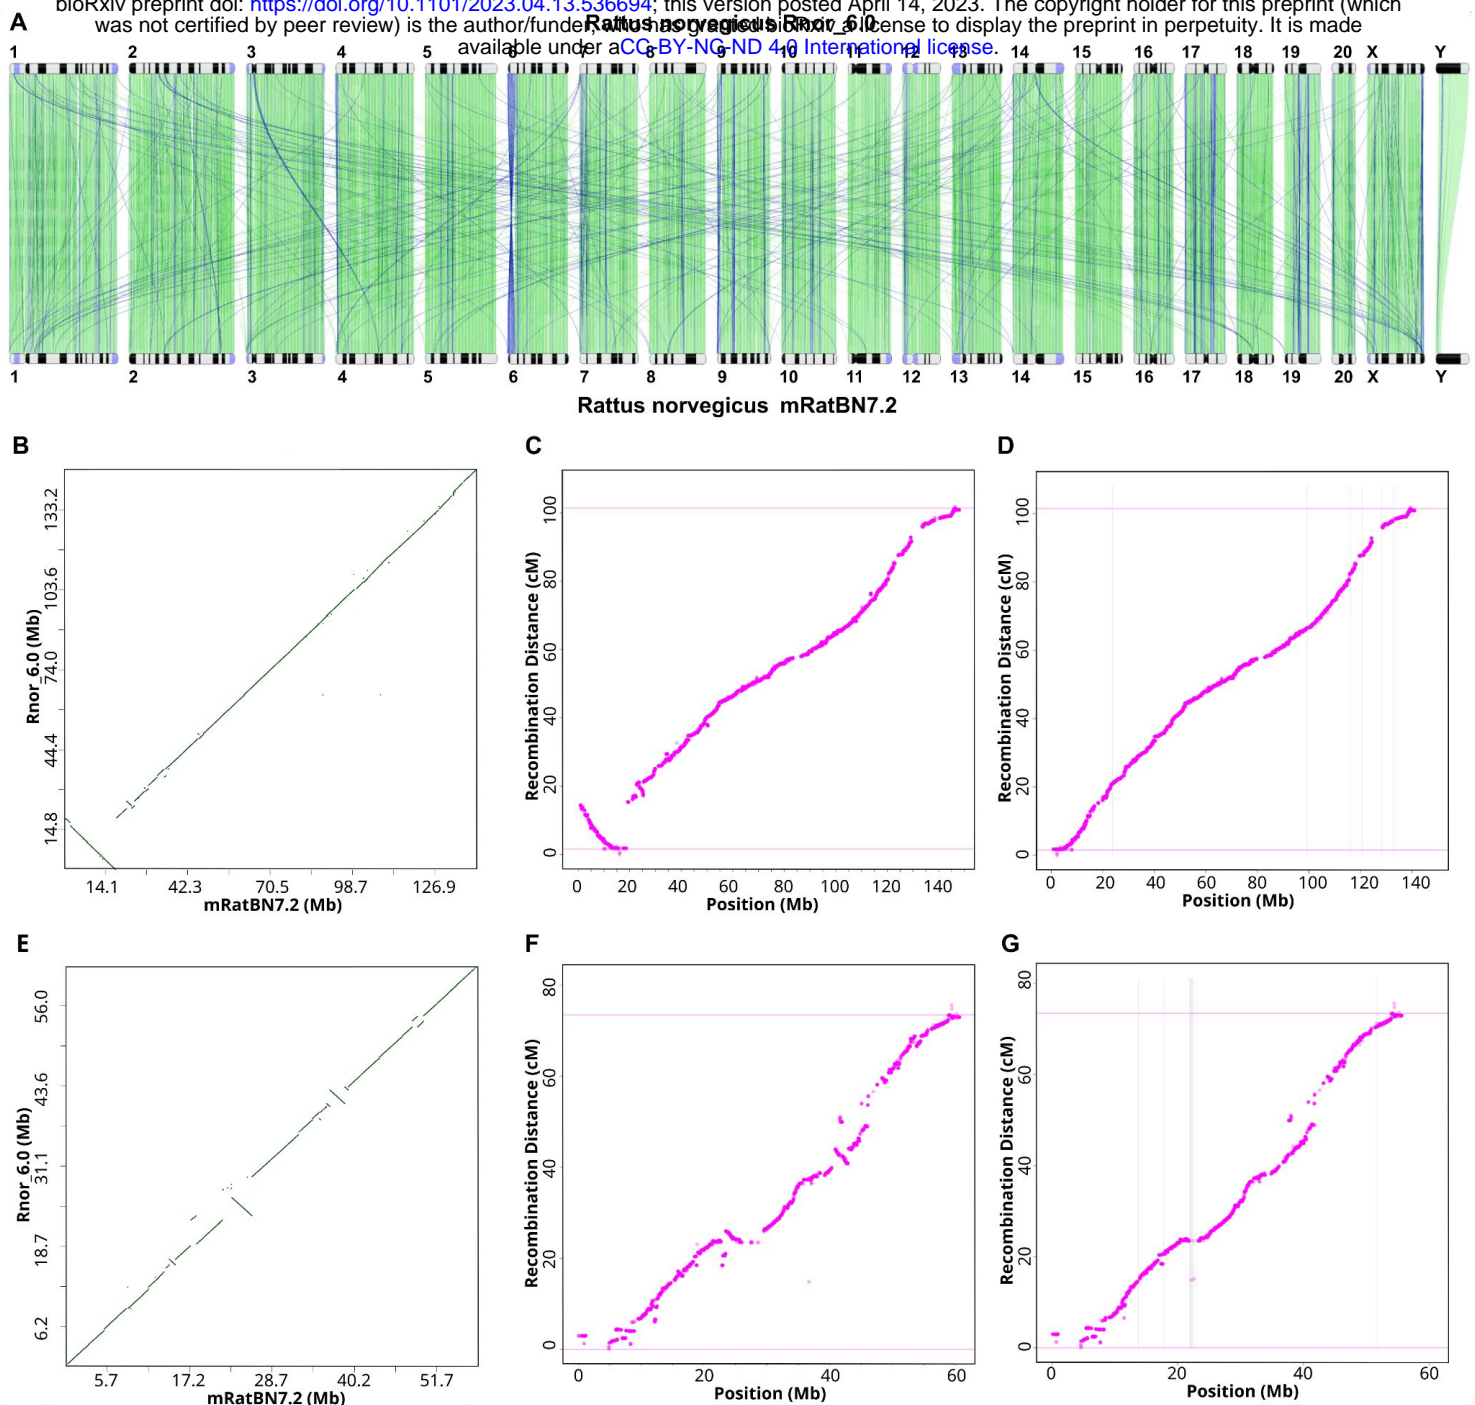 bioRxiv preprint doi: https://doi.org/10.1101/2023.04.13.536694; this version posted April 14, 2023. The copyright holder for this preprint (which
was not certified by peer review) is the author/funder, who has granted bioRxiv a license to display the preprint in perpetuity. It is made
available under aCC-BY-NC-ND 4.0 International license.
A
Rattus norvegicus Rnor_6.0
1 2 3 4 5 6 7 8 9 10 11 12 13 14 15 16 17 18 19 20 X Y
1 2 3 4 5 6 7 8 9 10 11 12 13 14 15 16 17 18 19 20 X Y
Rattus norvegicus mRatBN7.2
B
Rnor_6.0 (Mb)
133.2
103.6
74.0
44.4
14.8
14.1 42.3 70.5 98.7 126.9
mRatBN7.2 (Mb)
C
Recombination Distance (cM)
100
80
60
40
20
0
0 20 40 60 80 100 120 140
Position (Mb)
D
Recombination Distance (cM)
100
80
60
40
20
0
0 20 40 60 80 100 120 140
Position (Mb)
E
Rnor_6.0 (Mb)
56.0
43.6
31.1
18.7
6.2
5.7 17.2 28.7 40.2 51.7
mRatBN7.2 (Mb)
F
Recombination Distance (cM)
80
60
40
20
0
0 20 40 60
Position (Mb)
G
Recombination Distance (cM)
80
60
40
20
0
0 20 40 60
Position (Mb)